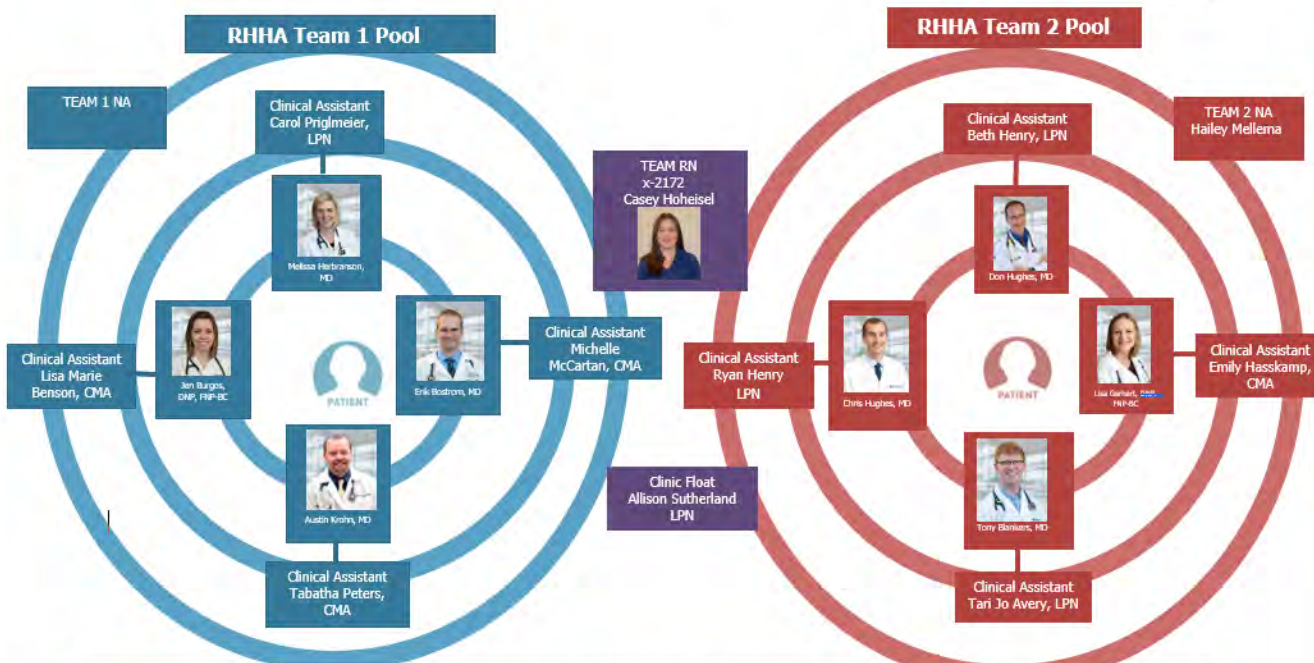 RHHA Team 1 Pool
TEAM 1 NA
Clinical Assistant
Carol Priglmeier,
LPN
Melissa Herbranson,
MD
Clinical Assistant
Lisa Marie
Benson, CMA
Jen Burgos,
DNP, FNP-BC
PATIENT
Erik Bostrom, MD
Clinical Assistant
Michelle
McCartan, CMA
Austin Krohn, MD
Clinical Assistant
Tabatha Peters,
CMA
TEAM RN
x-2172
Casey Hoheisel
Clinic Float
Allison Sutherland
LPN
RHHA Team 2 Pool
Clinical Assistant
Beth Henry, LPN
TEAM 2 NA
Hailey Mellema
Don Hughes, MD
Clinical Assistant
Ryan Henry
LPN
Chris Hughes, MD
PATIENT
Lisa Gerhart,
FNP-BC
Clinical Assistant
Emily Hasskamp,
CMA
Tony Blankers, MD
Clinical Assistant
Tari Jo Avery, LPN